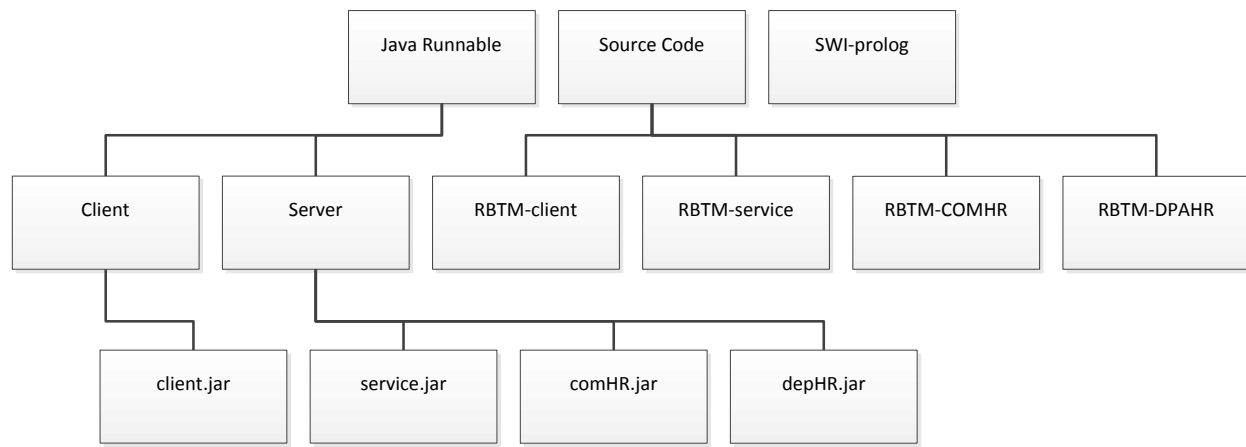 Java Runnable
Source Code
SWI-prolog
Client
Server
RBTM-client
RBTM-service
RBTM-COMHR
RBTM-DPAHR
client.jar
service.jar
comHR.jar
depHR.jar